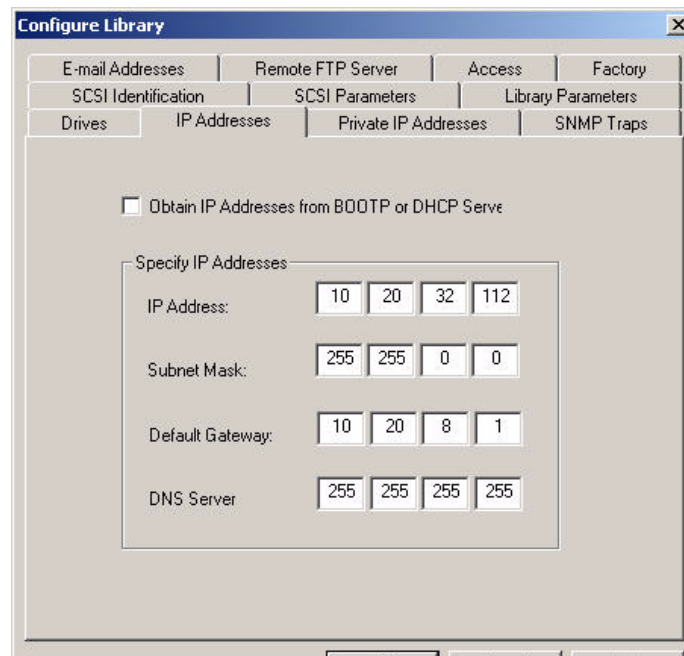 Configure Library
E-mail Addresses Remote FTP Server Access Factory
SCSI Identification SCSI Parameters Library Parameters
Drives IP Addresses Private IP Addresses SNMP Traps
Obtain IP Addresses from BOOTP or DHCP Serve
Specify IP Addresses
IP Address: 10 20 32 112
Subnet Mask: 255 255 0 0
Default Gateway: 10 20 8 1
DNS Server 255 255 255 255